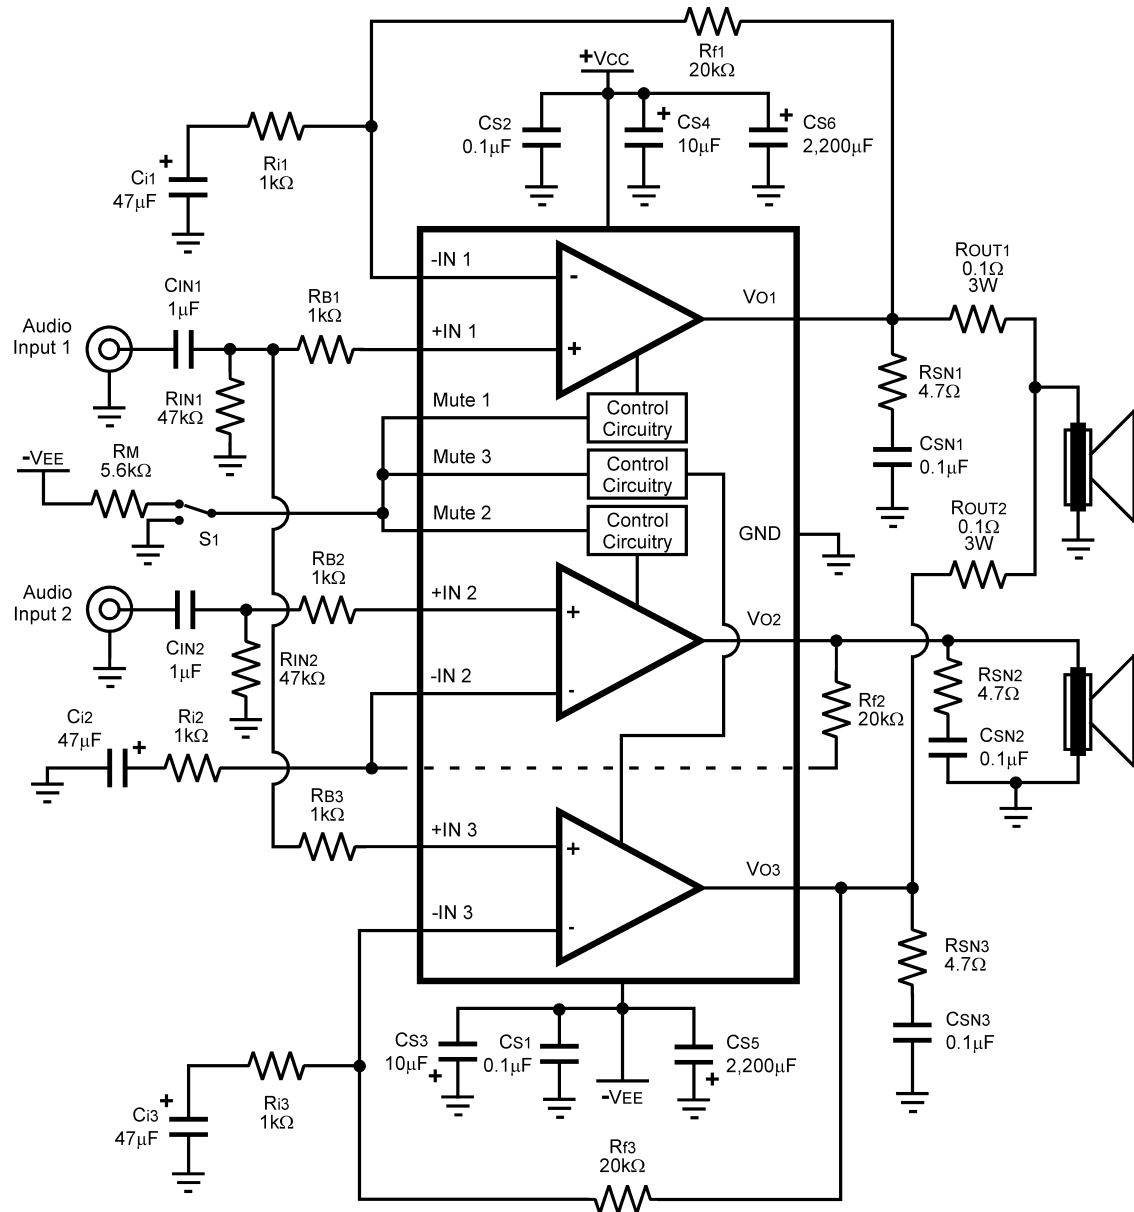 Rf1
20kΩ
+VCC
CS2
0.1µF
+
CS4
10µF
+
CS6
2,200µF
+
Ci1
47µF
Ri1
1kΩ
-IN 1
-
VO1
ROUT1
0.1Ω
3W
CIN1
1µF
RB1
1kΩ
Audio
Input 1
+IN 1
+
RIN1
47kΩ
RSN1
4.7Ω
Mute 1
Control
Circuitry
CSN1
0.1µF
-VEE
RM
5.6kΩ
Mute 3
Control
Circuitry
S1
Mute 2
Control
Circuitry
GND
ROUT2
0.1Ω
3W
Audio
Input 2
RB2
1kΩ
+IN 2
+
VO2
CIN2
1µF
RIN2
47kΩ
-IN 2
-
Rf2
20kΩ
RSN2
4.7Ω
CSN2
0.1µF
Ci2
47µF
+
Ri2
1kΩ
RB3
1kΩ
+IN 3
+
VO3
-IN 3
-
RSN3
4.7Ω
CSN3
0.1µF
CS3
10µF
+
CS1
0.1µF
-VEE
CS5
2,200µF
+
+
Ci3
47µF
Ri3
1kΩ
Rf3
20kΩ